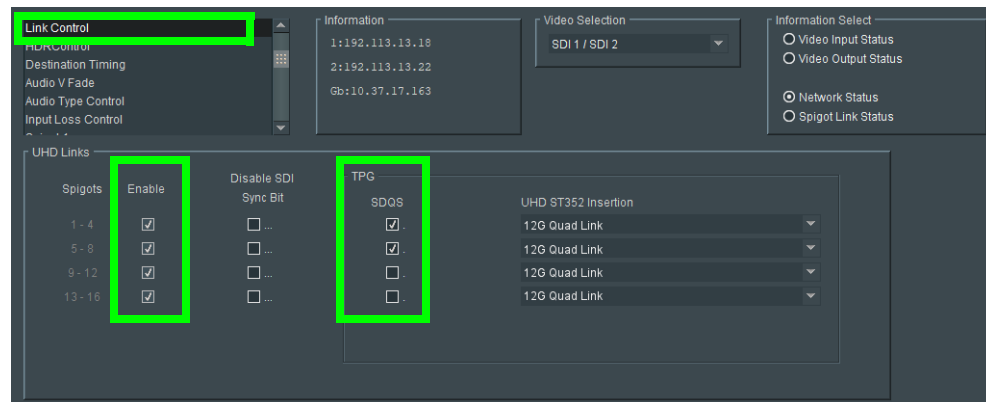 Link Control
HDRControl
Destination Timing
Audio V Fade
Audio Type Control
Input Loss Control
Information
1:192.113.13.18
2:192.113.13.22
Gb:10.37.17.163
Video Selection
SDI 1 / SDI 2
Information Select
Video Input Status
Video Output Status
Network Status
Spigot Link Status
UHD Links
Spigots
Enable
Disable SDI
Sync Bit
TPG
SDQS
UHD ST352 Insertion
1 - 4 ... . 12G Quad Link
5 - 8 ... . 12G Quad Link
9 - 12 ... . 12G Quad Link
13 - 16 ... . 12G Quad Link